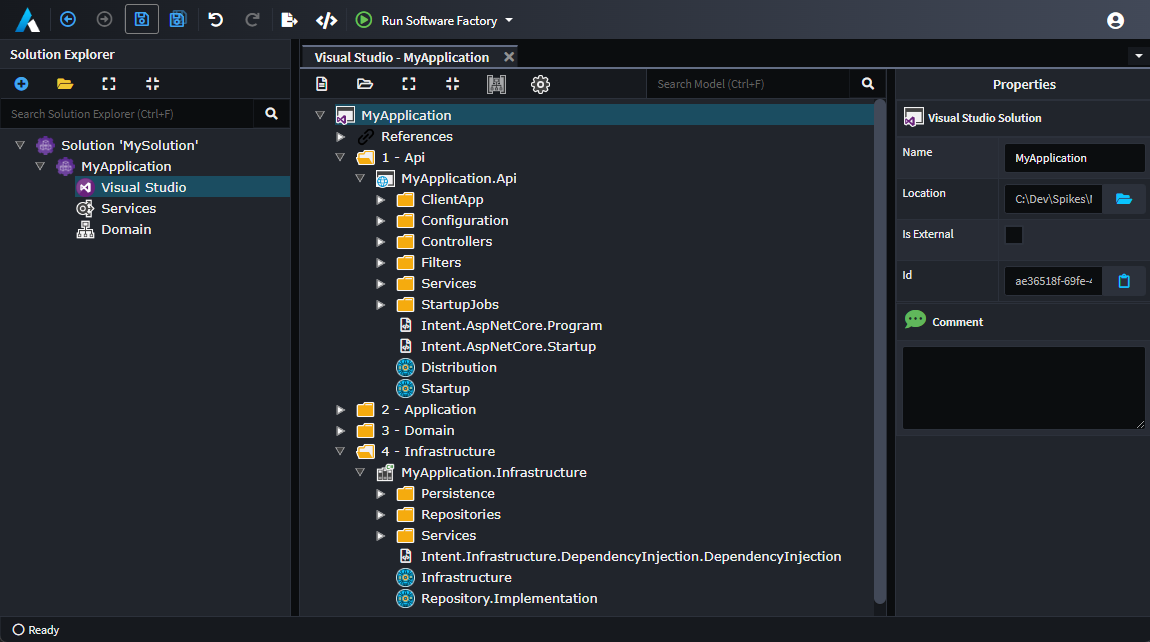 Run Software Factory
Solution Explorer
Search Solution Explorer (Ctrl+F)
Solution 'MySolution'
MyApplication
Visual Studio
Services
Domain
Visual Studio - MyApplication
Search Model (Ctrl+F)
MyApplication
References
1 - Api
MyApplication.Api
ClientApp
Configuration
Controllers
Filters
Services
StartupJobs
Intent.AspNetCore.Program
Intent.AspNetCore.Startup
Distribution
Startup
2 - Application
3 - Domain
4 - Infrastructure
MyApplication.Infrastructure
Persistence
Repositories
Services
Intent.Infrastructure.DependencyInjection.DependencyInjection
Infrastructure
Repository.Implementation
Properties
Visual Studio Solution
Name MyApplication
Location C:\Dev\Spikes\
Is External
Id ae36518f-69fe-
Comment
Ready